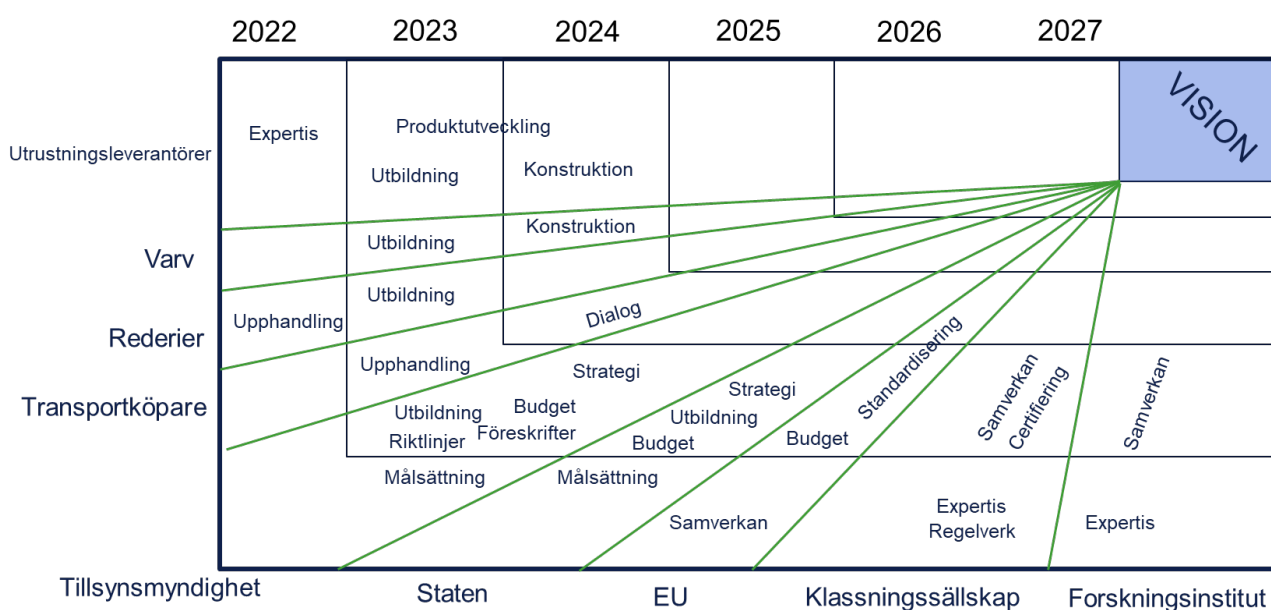 2022
2023
2024
2025
2026
2027
VISION
Utrustningsleverantörer
Expertis
Produktutveckling
Utbildning
Konstruktion
Varv
Utbildning
Konstruktion
Rederier
Upphandling
Utbildning
Dialog
Transportköpare
Upphandling
Strategi
Utbildning
Riktlinjer
Budget
Föreskrifter
Strategi
Utbildning
Budget
Budget
Standardisering
Samverkan
Certifiering
Samverkan
Målsättning
Målsättning
Samverkan
Expertis
Regelverk
Expertis
Tillsynsmyndighet
Staten
EU
Klassningssällskap
Forskningsinstitut